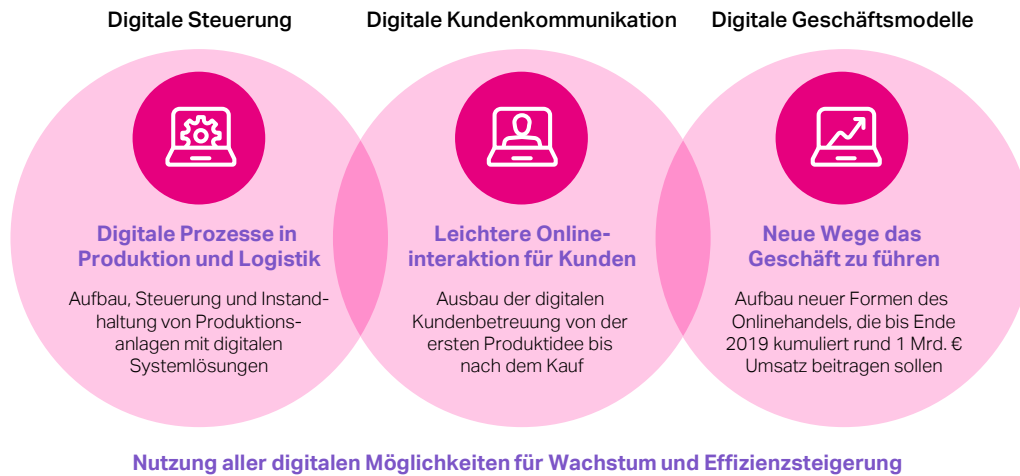 Digitale Steuerung
Digitale Kundenkommunikation
Digitale Geschäftsmodelle
Digitale Prozesse in
Produktion und Logistik
Aufbau, Steuerung und Instand-
haltung von Produktions-
anlagen mit digitalen
Systemlösungen
Leichtere Online-
interaktion für Kunden
Ausbau der digitalen
Kundenbetreuung von der
ersten Produktidee bis
nach dem Kauf
Neue Wege das
Geschäft zu führen
Aufbau neuer Formen des
Onlinehandels, die bis Ende
2019 kumuliert rund 1 Mrd. €
Umsatz beitragen sollen
Nutzung aller digitalen Möglichkeiten für Wachstum und Effizienzsteigerung